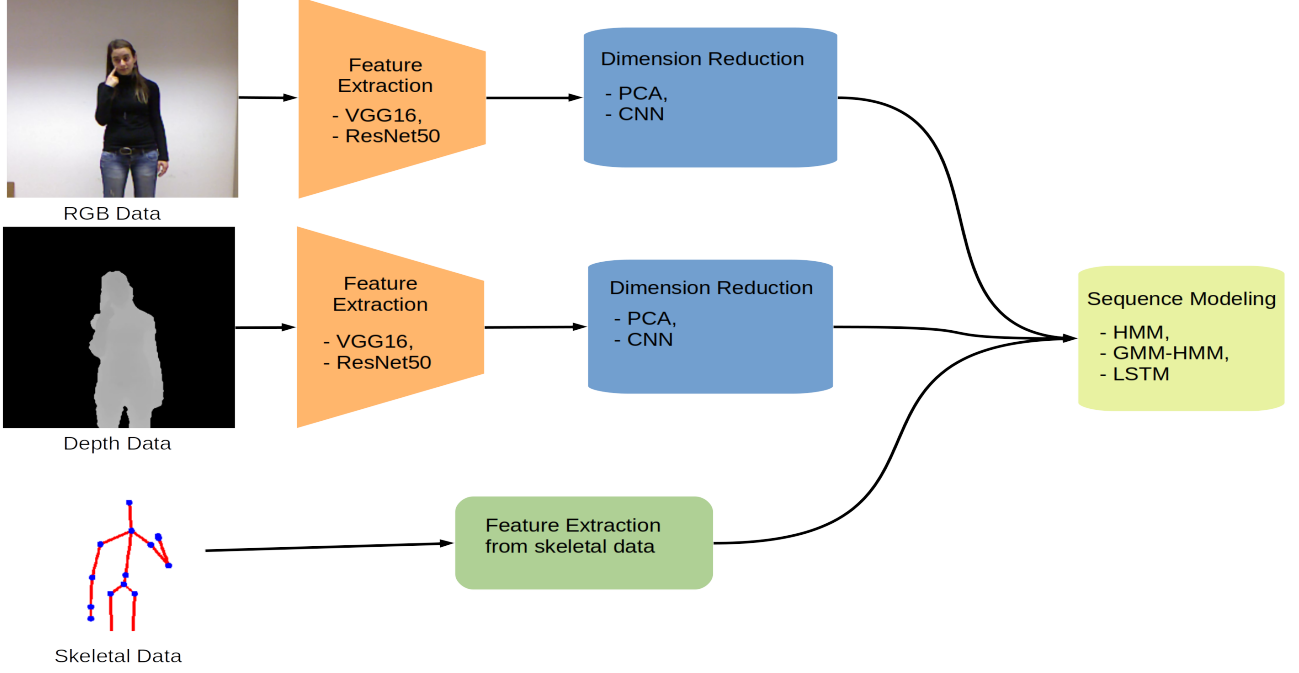 Feature
Extraction
- VGG16,
- ResNet50
Dimension Reduction
- PCA,
- CNN
RGB Data
Feature
Extraction
- VGG16,
- ResNet50
Dimension Reduction
- PCA,
- CNN
Depth Data
Sequence Modeling
- HMM,
- GMM-HMM,
- LSTM
Feature Extraction
from skeletal data
Skeletal Data